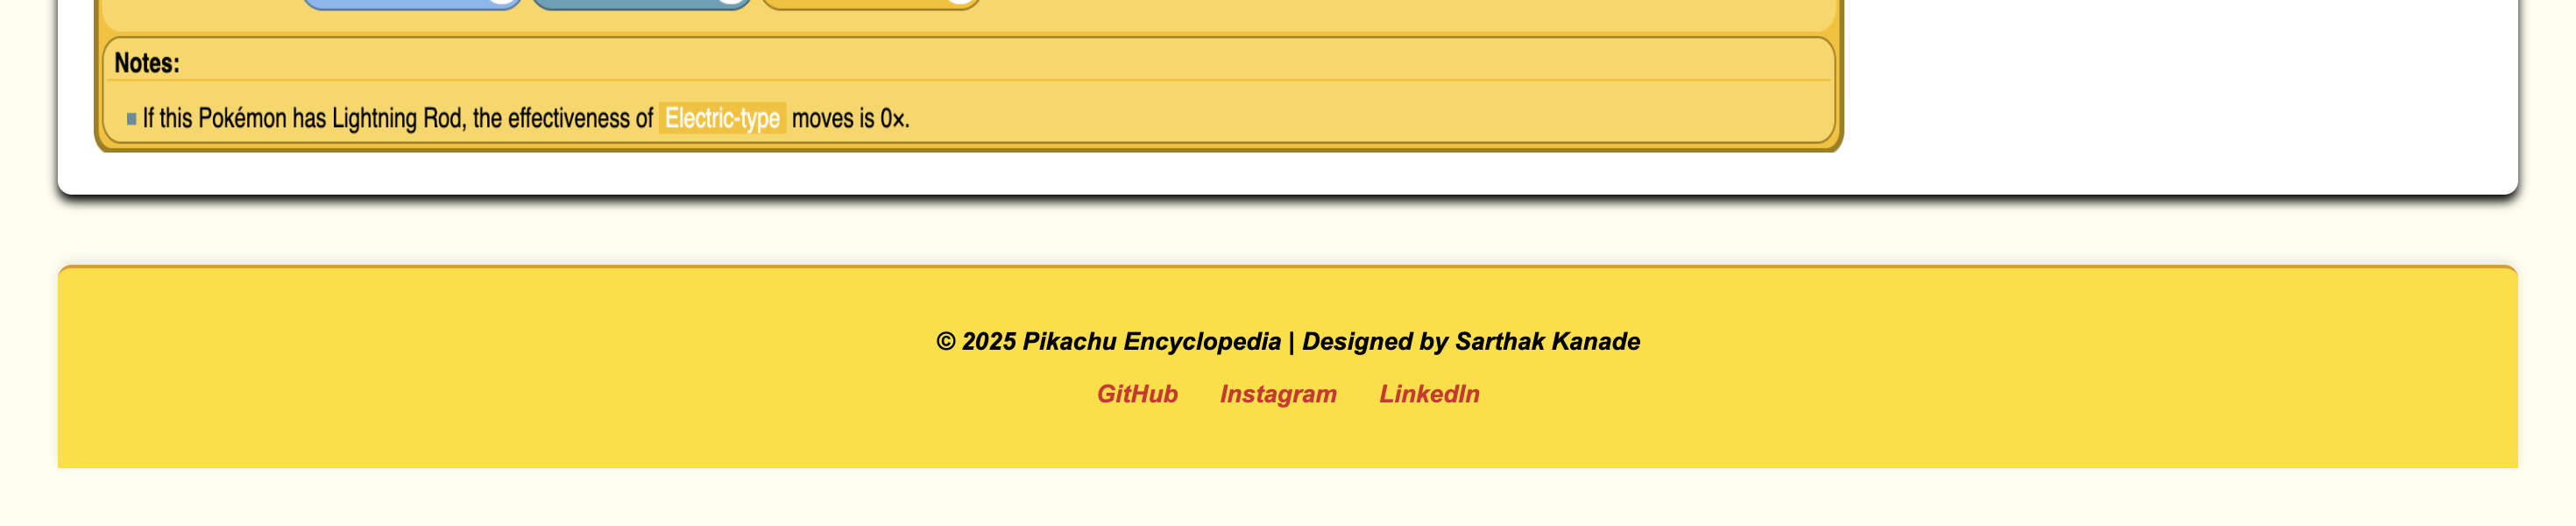 Notes:
If this Pokémon has Lightning Rod, the effectiveness of Electric-type moves is 0×.
© 2025 Pikachu Encyclopedia | Designed by Sarthak Kanade
GitHub Instagram LinkedIn